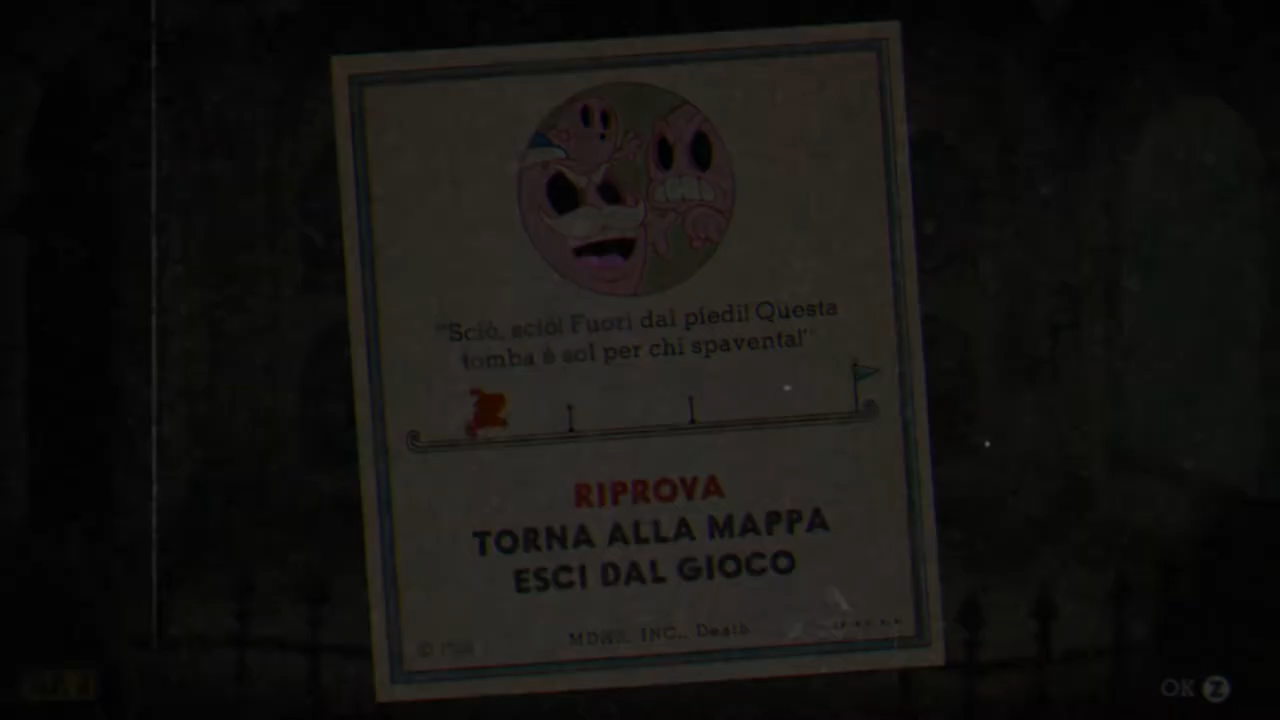 "Sciò, sciò! Fuori dai piedi! Questa
tomba è sol per chi spaventa!"
RIPROVA
TORNA ALLA MAPPA
ESCI DAL GIOCO
MDHR, INC., Death
OK Z